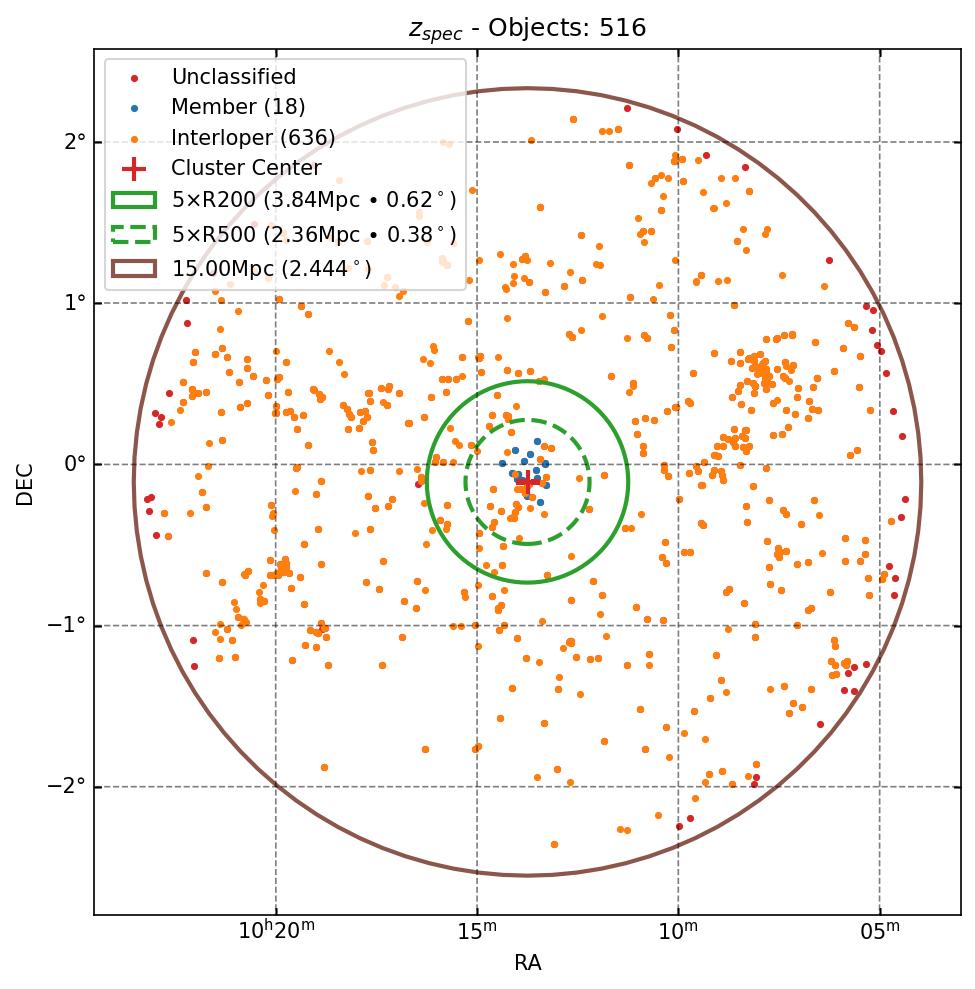 z_spec - Objects: 516
Unclassified
Member (18)
Interloper (636)
Cluster Center
5×R200 (3.84Mpc • 0.62°)
5×R500 (2.36Mpc • 0.38°)
15.00Mpc (2.444°)
2°
1°
0°
−1°
−2°
DEC
10ʰ20ᵐ 15ᵐ 10ᵐ 05ᵐ
RA